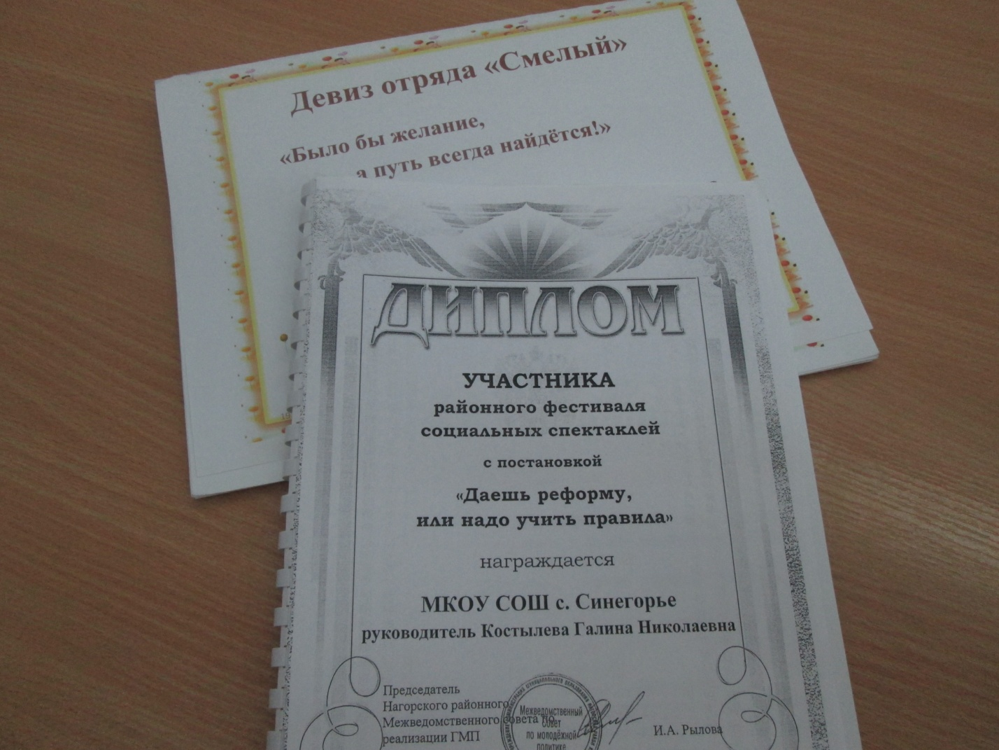 Девиз отряда «Смелый»
«Было бы желание,
а путь всегда найдётся!»
ДИПЛОМ
УЧАСТНИКА
районного фестиваля
социальных спектаклей
с постановкой
«Даешь реформу,
или надо учить правила»
награждается
МКОУ СОШ с. Синегорье
руководитель Костылева Галина Николаевна
Председатель
Нагорского районного
Межведомственного совета по
реализации ГМП
И.А. Рылова
Межведомственный
совет
по молодёжной
политике